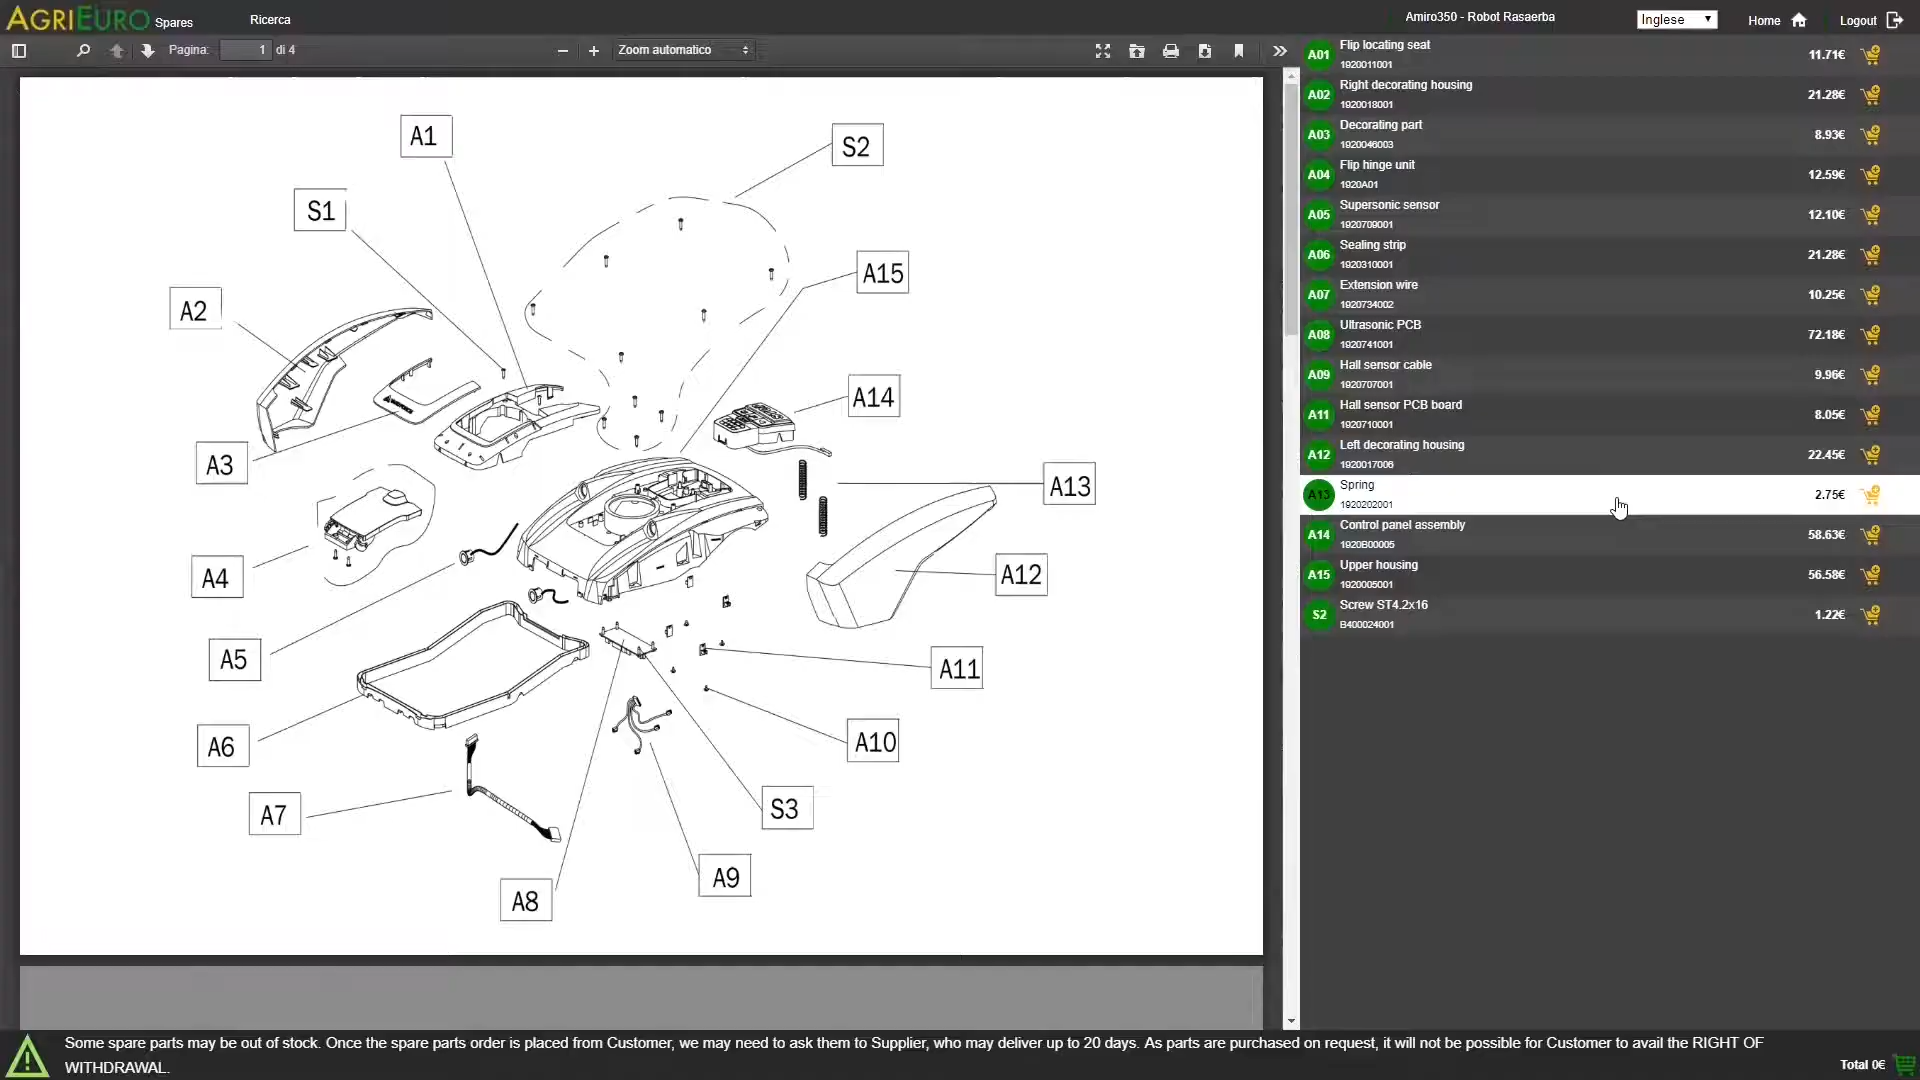 AGRIEURO Spares
Ricerca
Amiro350 - Robot Rasaerba
Inglese
Home
Logout
Pagina: 1 di 4
Zoom automatico
A1
S2
S1
A15
A2
A14
A3
A13
A4
A12
A5
A11
A6
A10
A7
S3
A9
A8
A01 Flip locating seat 11.71€
1920011001
A02 Right decorating housing 21.28€
1920018001
A03 Decorating part 8.93€
1920046003
A04 Flip hinge unit 12.59€
1920A01
A05 Supersonic sensor 12.10€
1920709001
A06 Sealing strip 21.28€
1920310001
A07 Extension wire 10.25€
1920734002
A08 Ultrasonic PCB 72.18€
1920741001
A09 Hall sensor cable 9.96€
1920707001
A11 Hall sensor PCB board 8.05€
1920710001
A12 Left decorating housing 22.45€
1920017006
A13 Spring 2.75€
1920202001
A14 Control panel assembly 58.63€
1920B00005
A15 Upper housing 56.58€
1920005001
S2 Screw ST4.2x16 1.22€
B400024001
Some spare parts may be out of stock. Once the spare parts order is placed from Customer, we may need to ask them to Supplier, who may deliver up to 20 days. As parts are purchased on request, it will not be possible for Customer to avail the RIGHT OF
WITHDRAWAL.
Total 0€